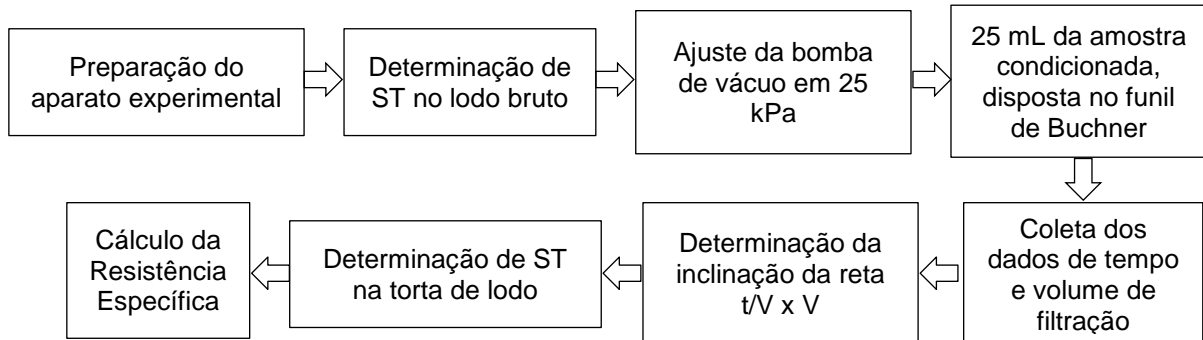 Preparação do
aparato experimental
Determinação de
ST no lodo bruto
Ajuste da bomba
de vácuo em 25
kPa
25 mL da amostra
condicionada,
disposta no funil
de Buchner
Coleta dos
dados de tempo
e volume de
filtração
Determinação da
inclinação da reta
t/V x V
Determinação de ST
na torta de lodo
Cálculo da
Resistência
Específica